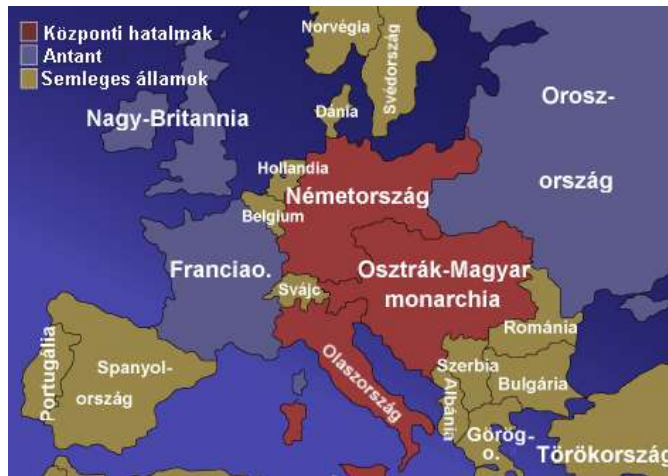 Központi hatalmak
Antant
Semleges államok
Norvégia
Svédország
Dánia
Orosz-
ország
Nagy-Britannia
Hollandia
Németország
Belgium
Franciao.
Osztrák-Magyar
monarchia
Svájc
Románia
Olaszország
Szerbia
Bulgária
Albánia
Portugália
Spanyol-
ország
Görög-
o.
Törökország